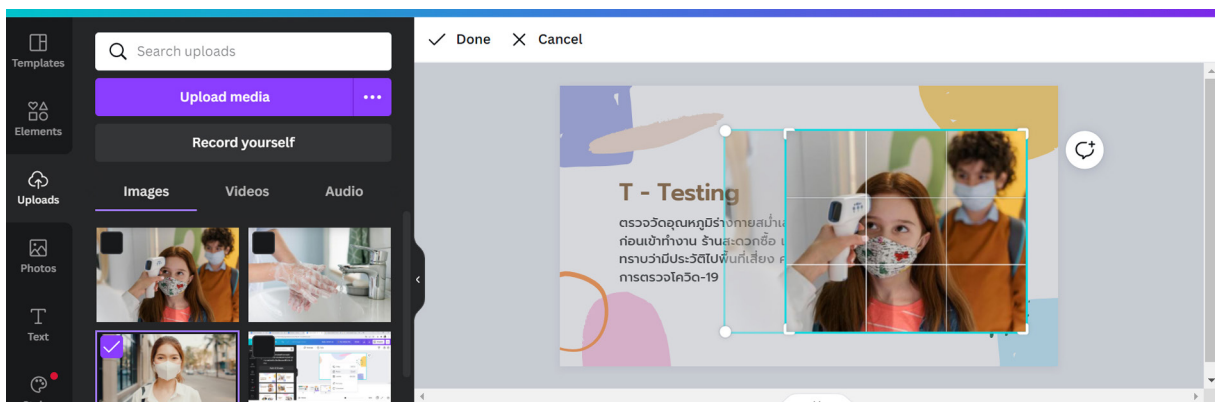 Templates
Elements
Uploads
Photos
Text
Search uploads
Upload media
Record yourself
Images
Videos
Audio
Done
Cancel
T - Testing
ตรวจวัดอุณหภูมิร่างกายสม่ำเส
ก่อนเข้าทำงาน ร้านสะดวกซื้อ
ทราบว่ามีประวัติไปพื้นที่เสี่ยง
การตรวจโควิด-19